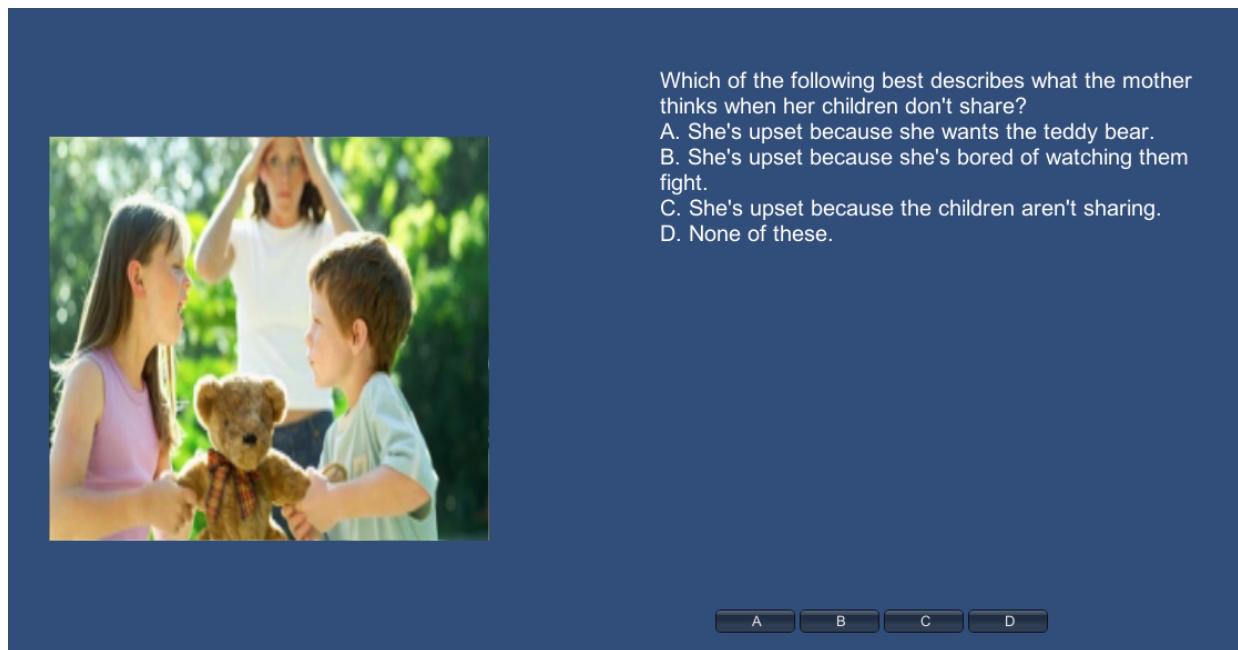 Which of the following best describes what the mother
thinks when her children don't share?
A. She's upset because she wants the teddy bear.
B. She's upset because she's bored of watching them
fight.
C. She's upset because the children aren't sharing.
D. None of these.
A B C D